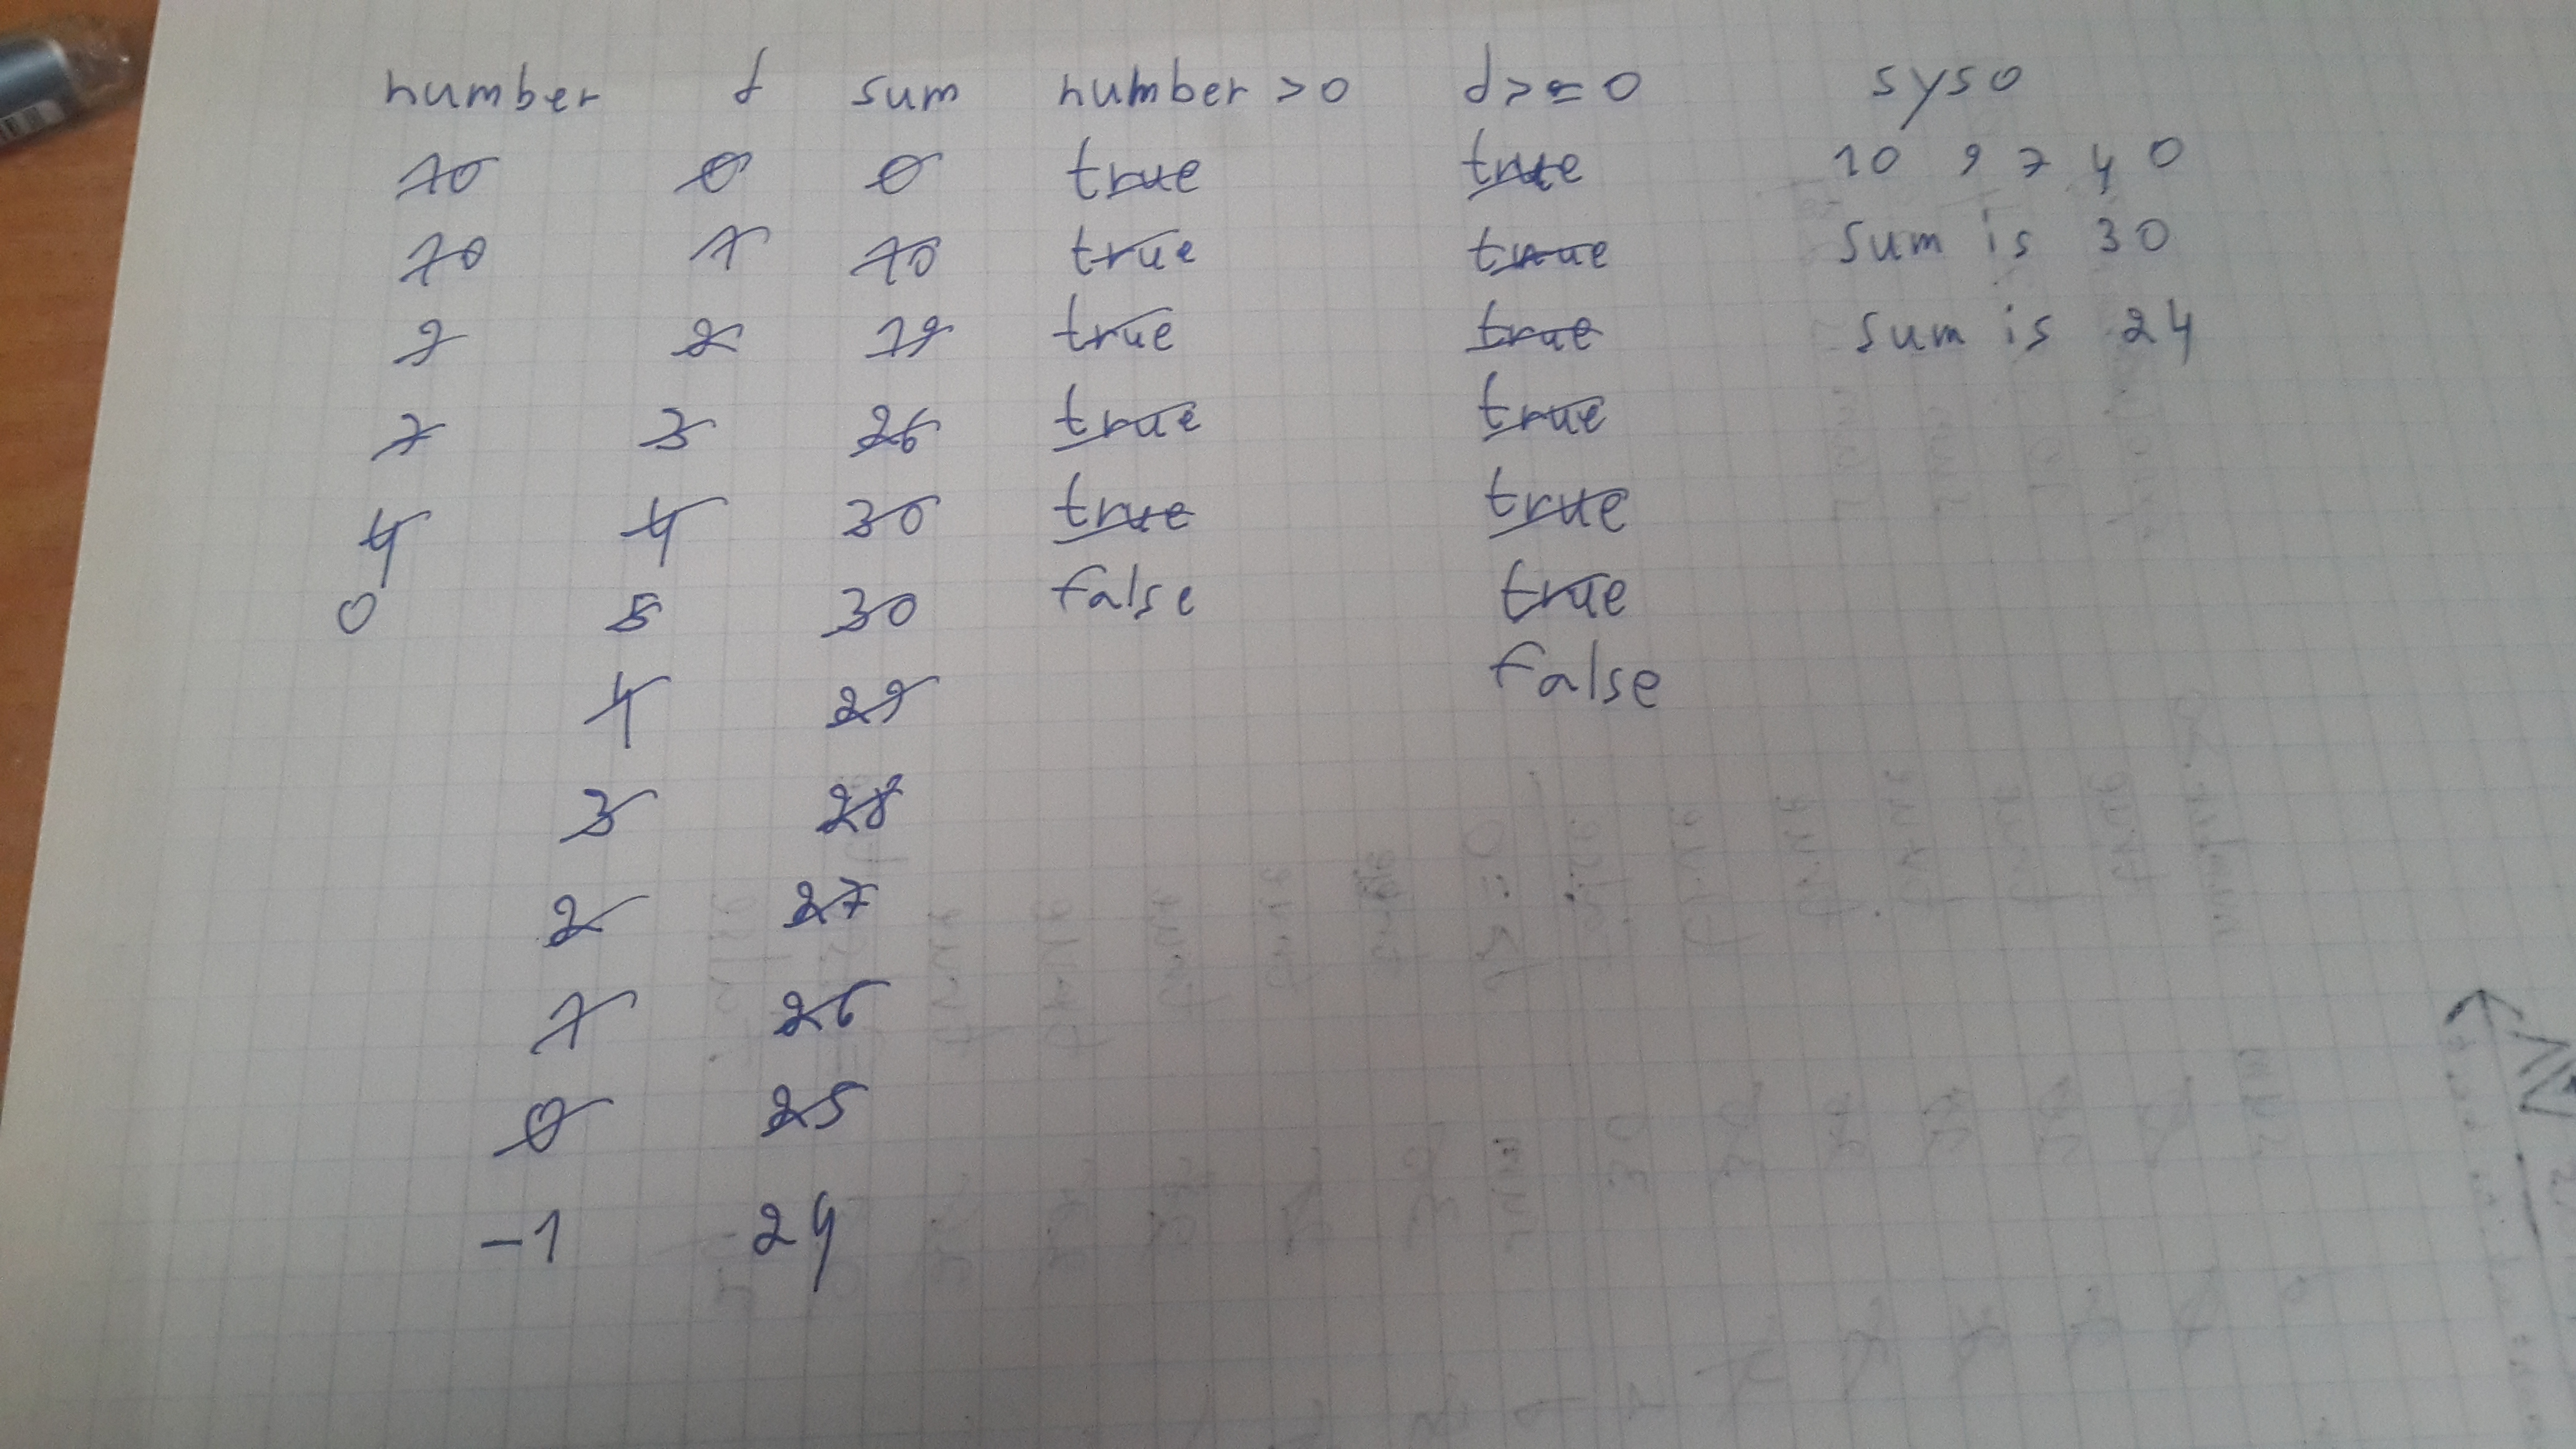 number d sum number >0 d>=0 syso
10 0 0 true true 10 9 7 4 0
10 1 10 true true Sum is 30
9 2 19 true true Sum is 24
7 3 26 true true
4 4 30 true true
0 5 30 false true
4 29 false
3 28
2 27
1 26
0 25
-1 24